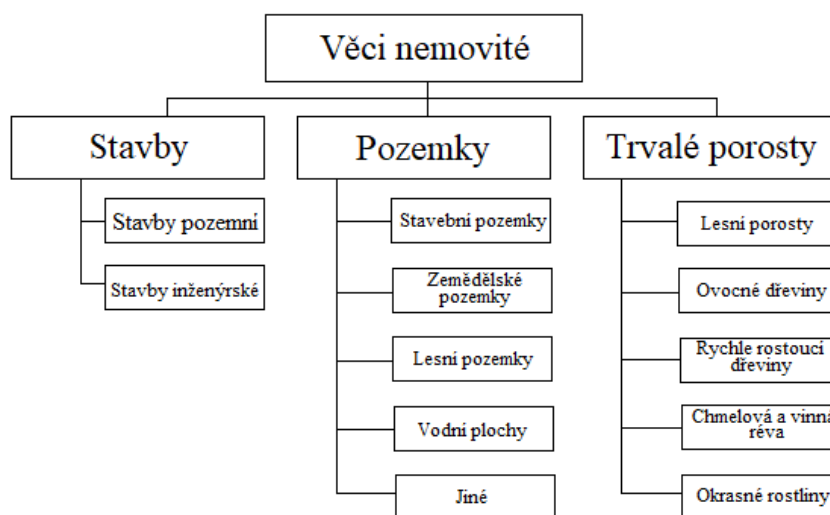 Věci nemovité
Stavby
Pozemky
Trvalé porosty
Stavby pozemní
Stavby inženýrské
Stavební pozemky
Zemědělské
pozemky
Lesní pozemky
Vodní plochy
Jiné
Lesní porosty
Ovocné dřeviny
Rychle rostoucí
dřeviny
Chmelová a vinná
réva
Okrasné rostliny